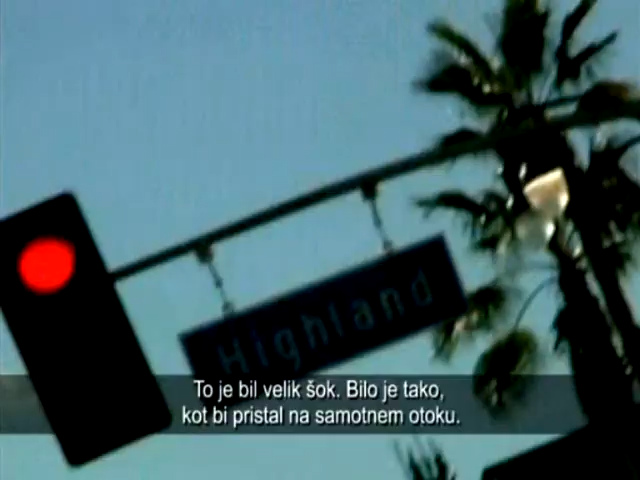 Highland
To je bil velik šok. Bilo je tako,
kot bi pristal na samotnem otoku.